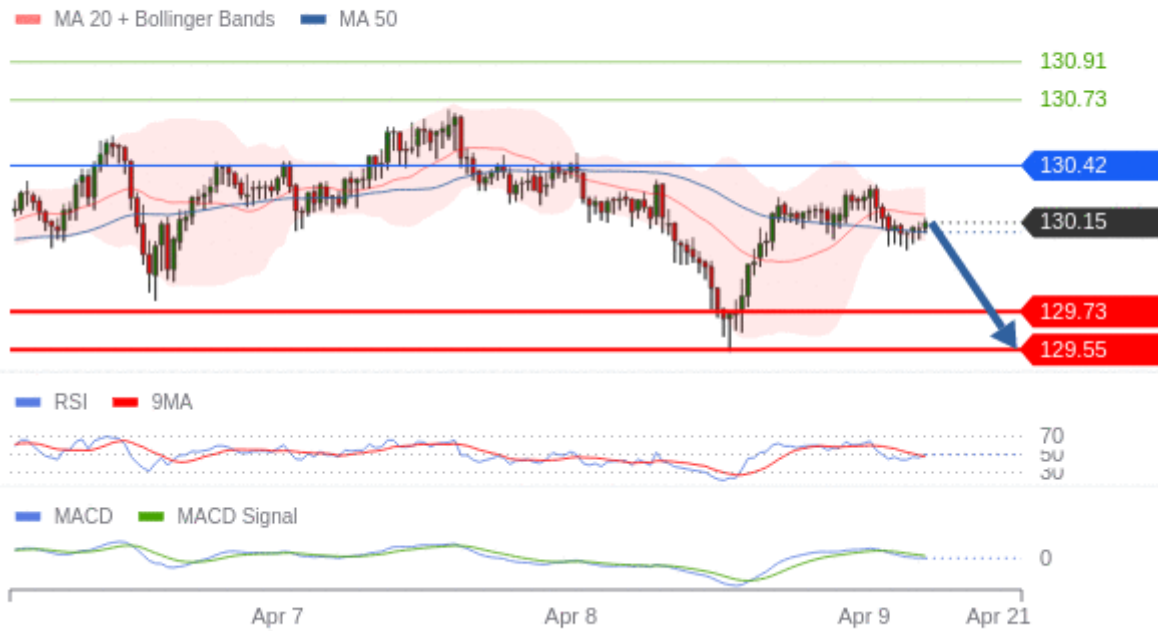 MA 20 + Bollinger Bands MA 50
130.91
130.73
130.42
130.15
129.73
129.55
RSI 9MA
70
50
30
MACD MACD Signal
0
Apr 7 Apr 8 Apr 9 Apr 21